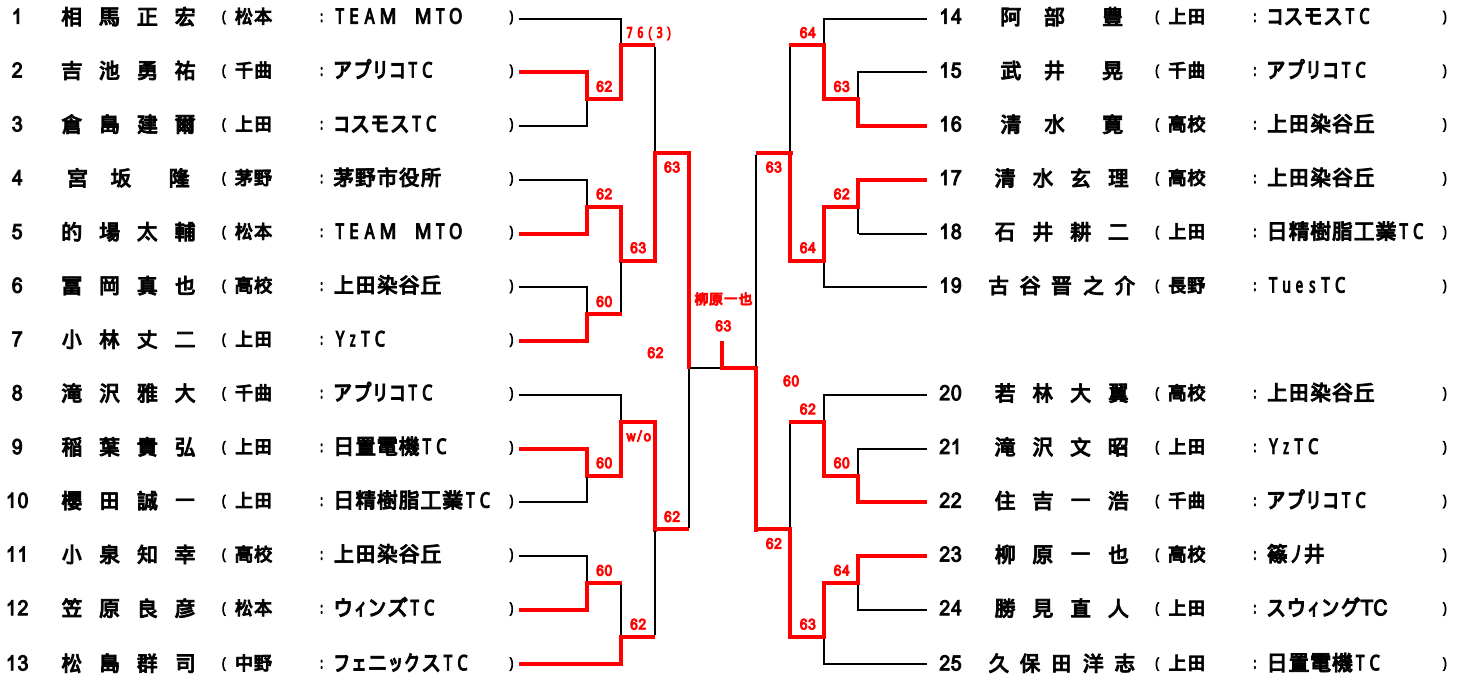 1 相馬正宏 (松本 : TEAM MTO )
76(3)
2 吉池勇祐 (千曲 : アプリコTC )
62
3 倉島建爾 (上田 : コスモスTC )
63
4 宮坂 隆 (茅野 : 茅野市役所 )
62
5 的場太輔 (松本 : TEAM MTO )
63
6 冨岡真也 (高校 : 上田染谷丘 )
60
7 小林丈二 (上田 : YzTC )
62
8 滝沢雅大 (千曲 : アプリコTC )
w/o
9 稲葉貴弘 (上田 : 日置電機TC )
60
10 櫻田誠一 (上田 : 日精樹脂工業TC )
62
11 小泉知幸 (高校 : 上田染谷丘 )
60
12 笠原良彦 (松本 : ウィンズTC )
62
13 松島群司 (中野 : フェニックスTC )
柳原一也
63
14 阿部 豊 (上田 : コスモスTC )
64
15 武井 晃 (千曲 : アプリコTC )
63
16 清水 寛 (高校 : 上田染谷丘 )
63
17 清水玄理 (高校 : 上田染谷丘 )
62
18 石井耕二 (上田 : 日精樹脂工業TC )
64
19 古谷晋之介 (長野 : TuesTC )
60
20 若林大翼 (高校 : 上田染谷丘 )
62
21 滝沢文昭 (上田 : YzTC )
60
22 住吉一浩 (千曲 : アプリコTC )
62
23 柳原一也 (高校 : 篠ノ井 )
64
24 勝見直人 (上田 : スウィングTC )
63
25 久保田洋志 (上田 : 日置電機TC )